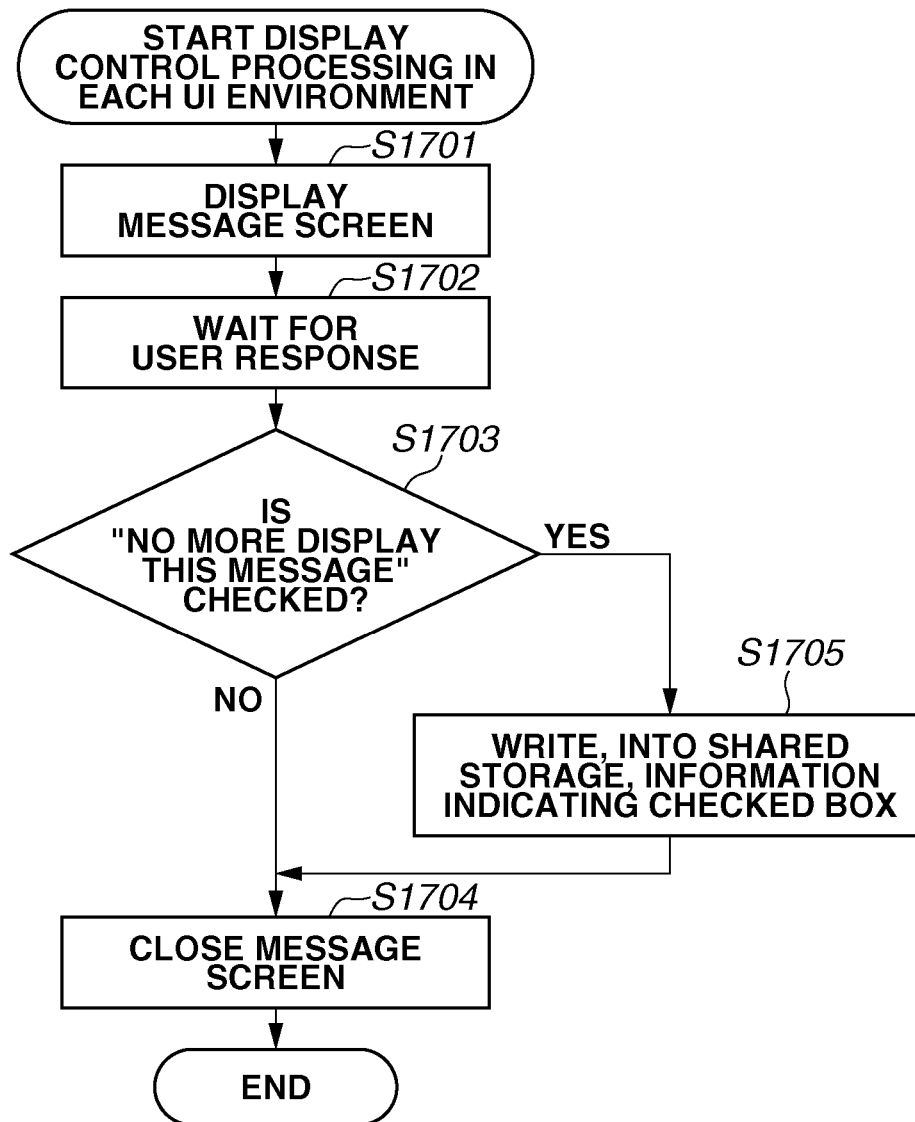 START DISPLAY
CONTROL PROCESSING IN
EACH UI ENVIRONMENT
S1701
DISPLAY
MESSAGE SCREEN
S1702
WAIT FOR
USER RESPONSE
S1703
IS
"NO MORE DISPLAY
THIS MESSAGE"
CHECKED?
YES
NO
S1705
WRITE, INTO SHARED
STORAGE, INFORMATION
INDICATING CHECKED BOX
S1704
CLOSE MESSAGE
SCREEN
END